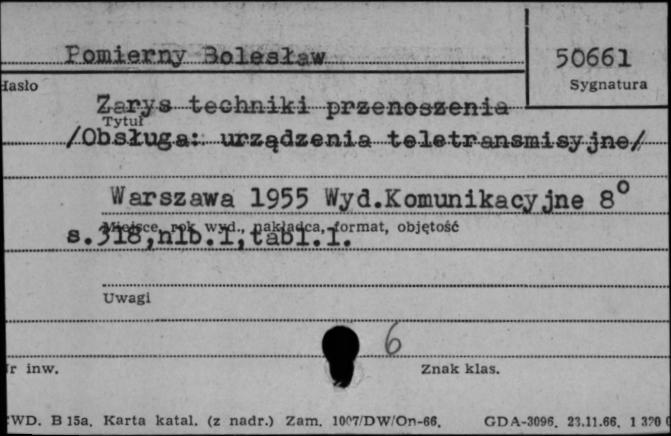 Pomierny Bolesław 50661
Hasło Sygnatura
Zarys techniki przenoszenia
Tytuł
/Obsługa: urządzenia teletransmisyjne/
Warszawa 1955 Wyd.Komunikacyjne 8°
Miejsce, rok wyd., nakładca, format, objętość
s.318,nlb.1,tabl.1.
Uwagi
6
Nr inw. Znak klas.
WD. B 15a. Karta katal. (z nadr.) Zam. 1007/DW/On-66. GDA-3096. 23.11.66. 1 320